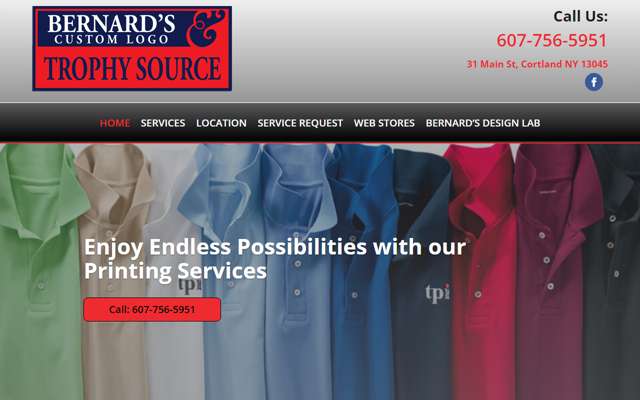 BERNARD'S
CUSTOM LOGO &
TROPHY SOURCE
Call Us:
607-756-5951
31 Main St, Cortland NY 13045
f
HOME SERVICES LOCATION SERVICE REQUEST WEB STORES BERNARD'S DESIGN LAB
Enjoy Endless Possibilities with our
Printing Services
Call: 607-756-5951
tpi
tpi